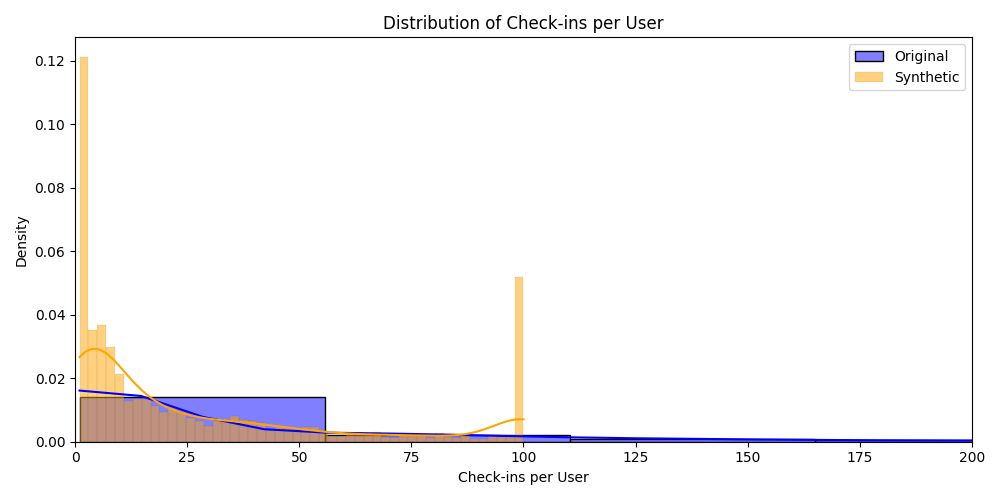 Distribution of Check-ins per User
Original
Synthetic
Density
0.12
0.10
0.08
0.06
0.04
0.02
0.00
0 25 50 75 100 125 150 175 200
Check-ins per User